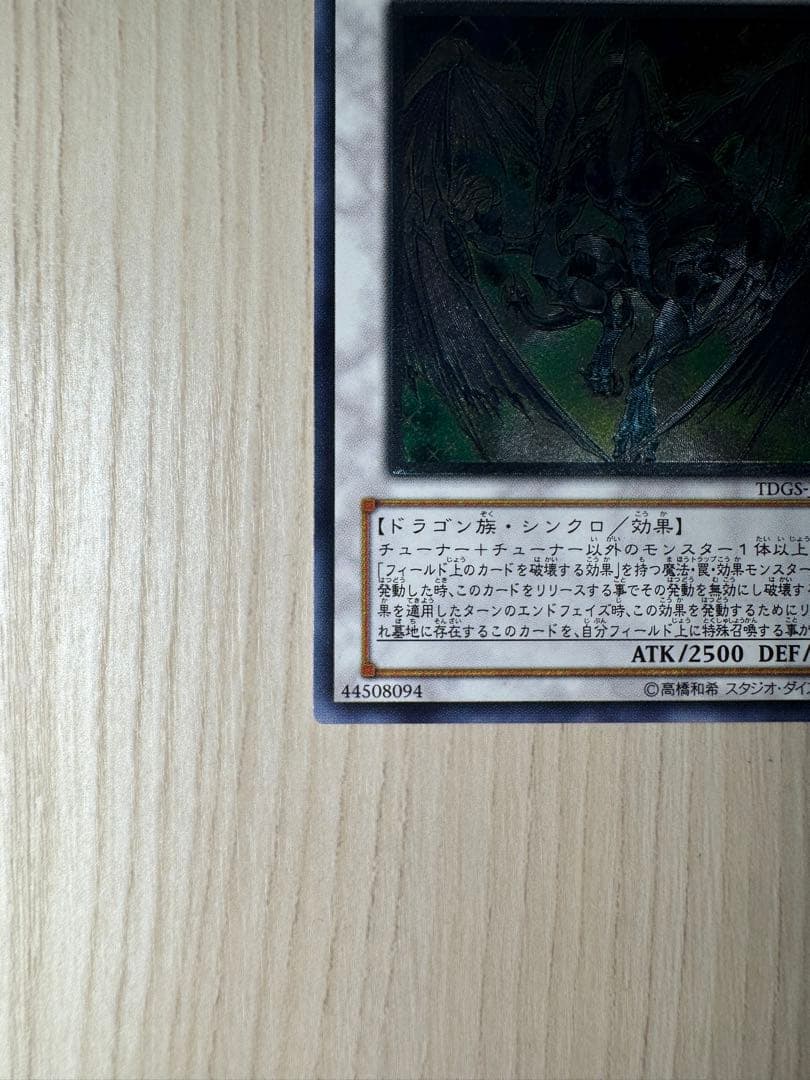 TDGS-
【ドラゴン族・シンクロ／効果】
チューナー＋チューナー以外のモンスター１体以上
「フィールド上のカードを破壊する効果」を持つ魔法・罠・効果モンスター
発動した時、このカードをリリースする事でその発動を無効にし破壊す
果を適用したターンのエンドフェイズ時、この効果を発動するためにリ
れ墓地に存在するこのカードを、自分フィールド上に特殊召喚する事が
ATK/2500 DEF/
44508094 ©高橋和希 スタジオ・ダイ